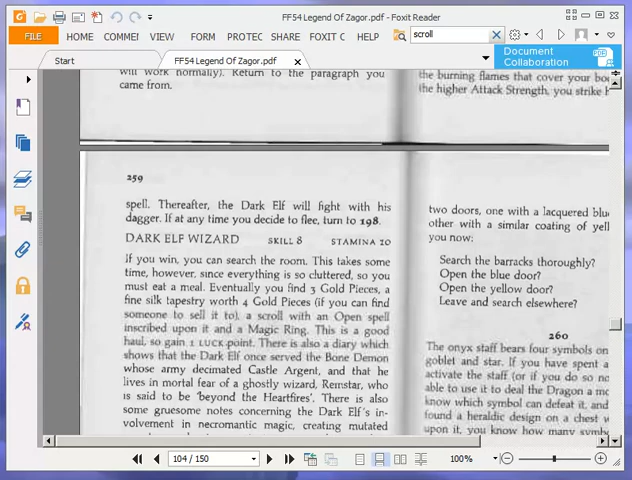 FF54 Legend Of Zagor.pdf - Foxit Reader
FILE HOME COMMEI VIEW FORM PROTEC SHARE FOXIT C HELP scroll
Start FF54 Legend Of Zagor.pdf
Document Collaboration
will work normally). Return to the paragraph you
came from.
the burning flames that cover your
the higher Attack Strength, you strike
259
spell. Thereafter, the Dark Elf will fight with his
dagger. If at any time you decide to flee, turn to 198.
DARK ELF WIZARD SKILL 8 STAMINA 10
If you win, you can search the room. This takes some
time, however, since everything is so cluttered, so you
must eat a meal. Eventually you find 3 Gold Pieces, a
fine silk tapestry worth 4 Gold Pieces (if you can find
someone to sell it to), a scroll with an Open spell
inscribed upon it and a Magic Ring. This is a good
haul, so gain 1 LUCK point. There is also a diary which
shows that the Dark Elf once served the Bone Demon
whose army decimated Castle Argent, and that he
lives in mortal fear of a ghostly wizard, Remstar, who
is said to be 'beyond the Heartfires'. There is also
some gruesome notes concerning the Dark Elf's in-
volvement in necromantic magic, creating mutated
two doors, one with a lacquered
other with a similar coating of
you now:
Search the barracks thoroughly?
Open the blue door?
Open the yellow door?
Leave and search elsewhere?
260
The onyx staff bears four symbols on
goblet and star. If you have spent a
activate the staff (or if you do so
able to use it to deal the Dragon a
know which symbol can defeat it, and
found a heraldic design on a chest
upon it, you know how many
104 / 150
100%